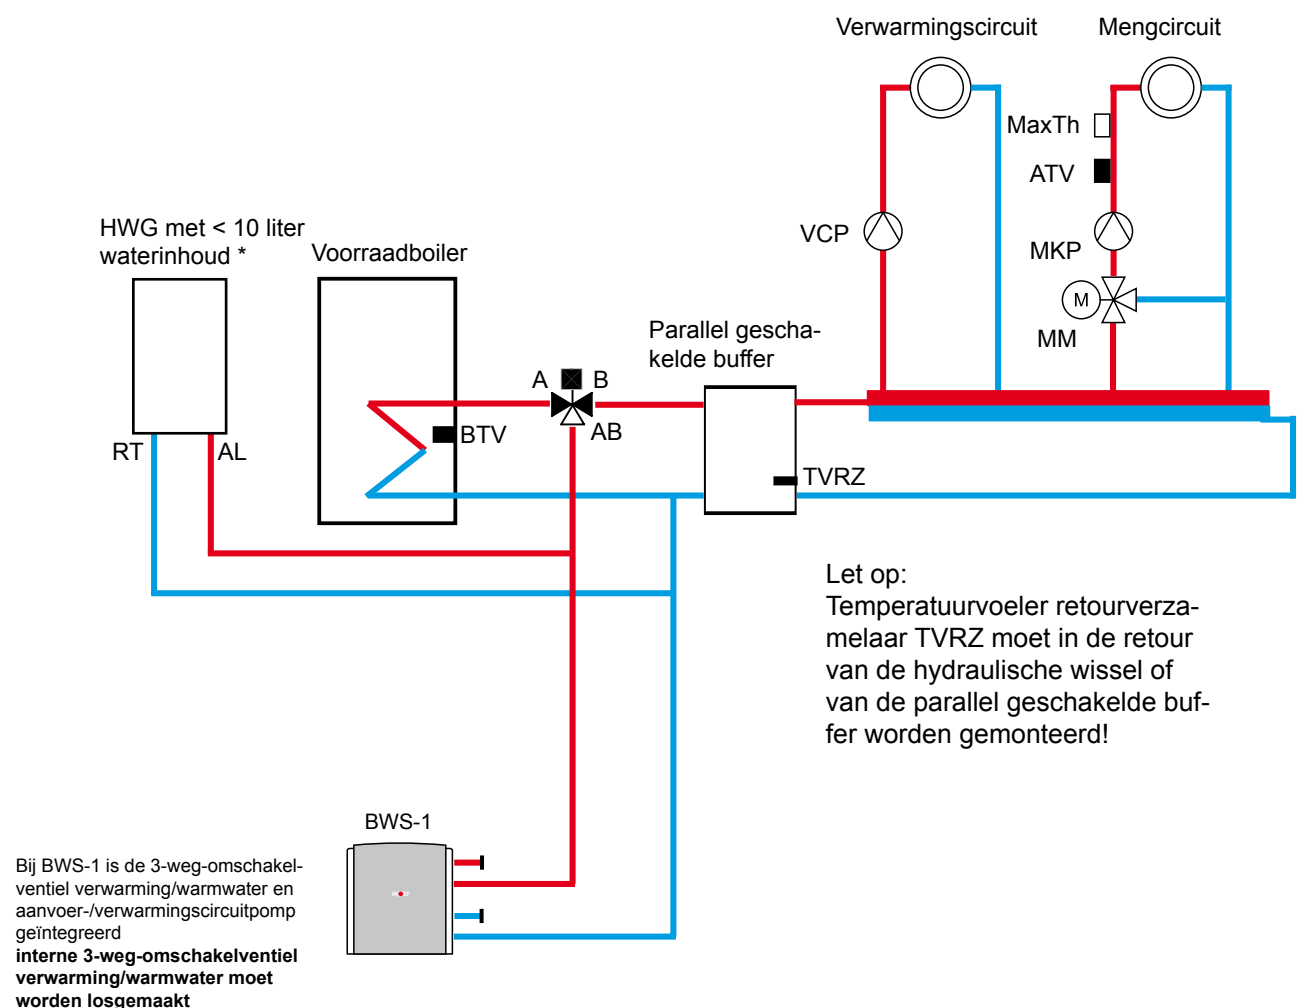 Verwarmingscircuit
Mengcircuit
MaxTh
ATV
VCP
MKP
M
MM
HWG met < 10 liter
waterinhoud *
Voorraadboiler
Parallel gescha-
kelde buffer
A
B
AB
BTV
RT
AL
TVRZ
Let op:
Temperatuurvoeler retourverza-
melaar TVRZ moet in de retour
van de hydraulische wissel of
van de parallel geschakelde buf-
fer worden gemonteerd!
BWS-1
Bij BWS-1 is de 3-weg-omschakel-
ventiel verwarming/warmwater en
aanvoer-/verwarmingscircuitpomp
geïntegreerd
interne 3-weg-omschakelventiel
verwarming/warmwater moet
worden losgemaakt